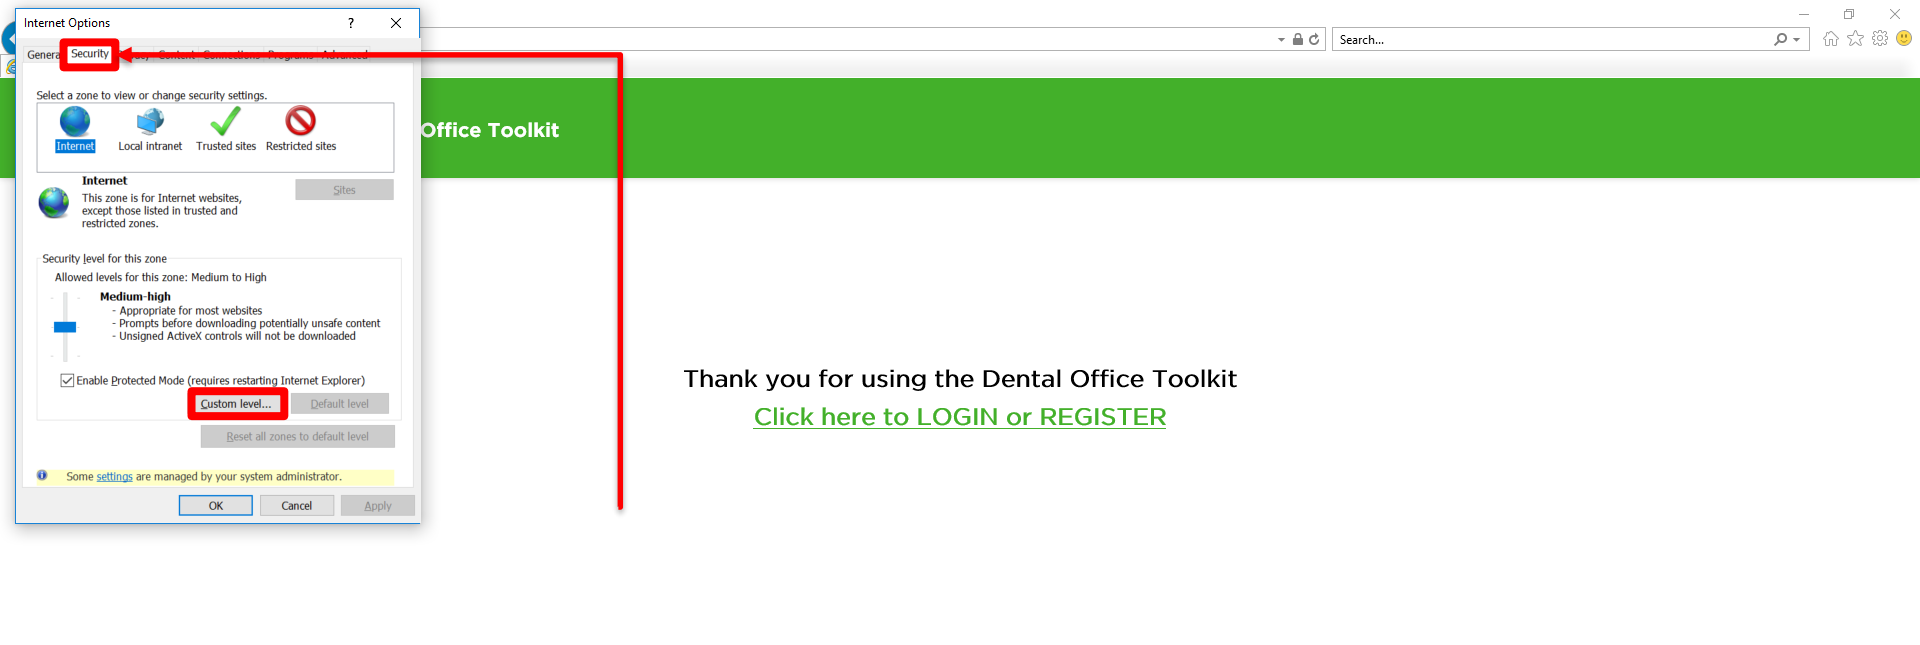 Internet Options
?
Search...
General
Security
Content
Connections
Programs
Advanced
Select a zone to view or change security settings.
Internet
Local intranet
Trusted sites
Restricted sites
Office Toolkit
Internet
This zone is for Internet websites,
except those listed in trusted and
restricted zones.
Sites
Security level for this zone
Allowed levels for this zone: Medium to High
Medium-high
- Appropriate for most websites
- Prompts before downloading potentially unsafe content
- Unsigned ActiveX controls will not be downloaded
Enable Protected Mode (requires restarting Internet Explorer)
Custom level...
Default level
Reset all zones to default level
Some settings are managed by your system administrator.
OK
Cancel
Apply
Thank you for using the Dental Office Toolkit
Click here to LOGIN or REGISTER